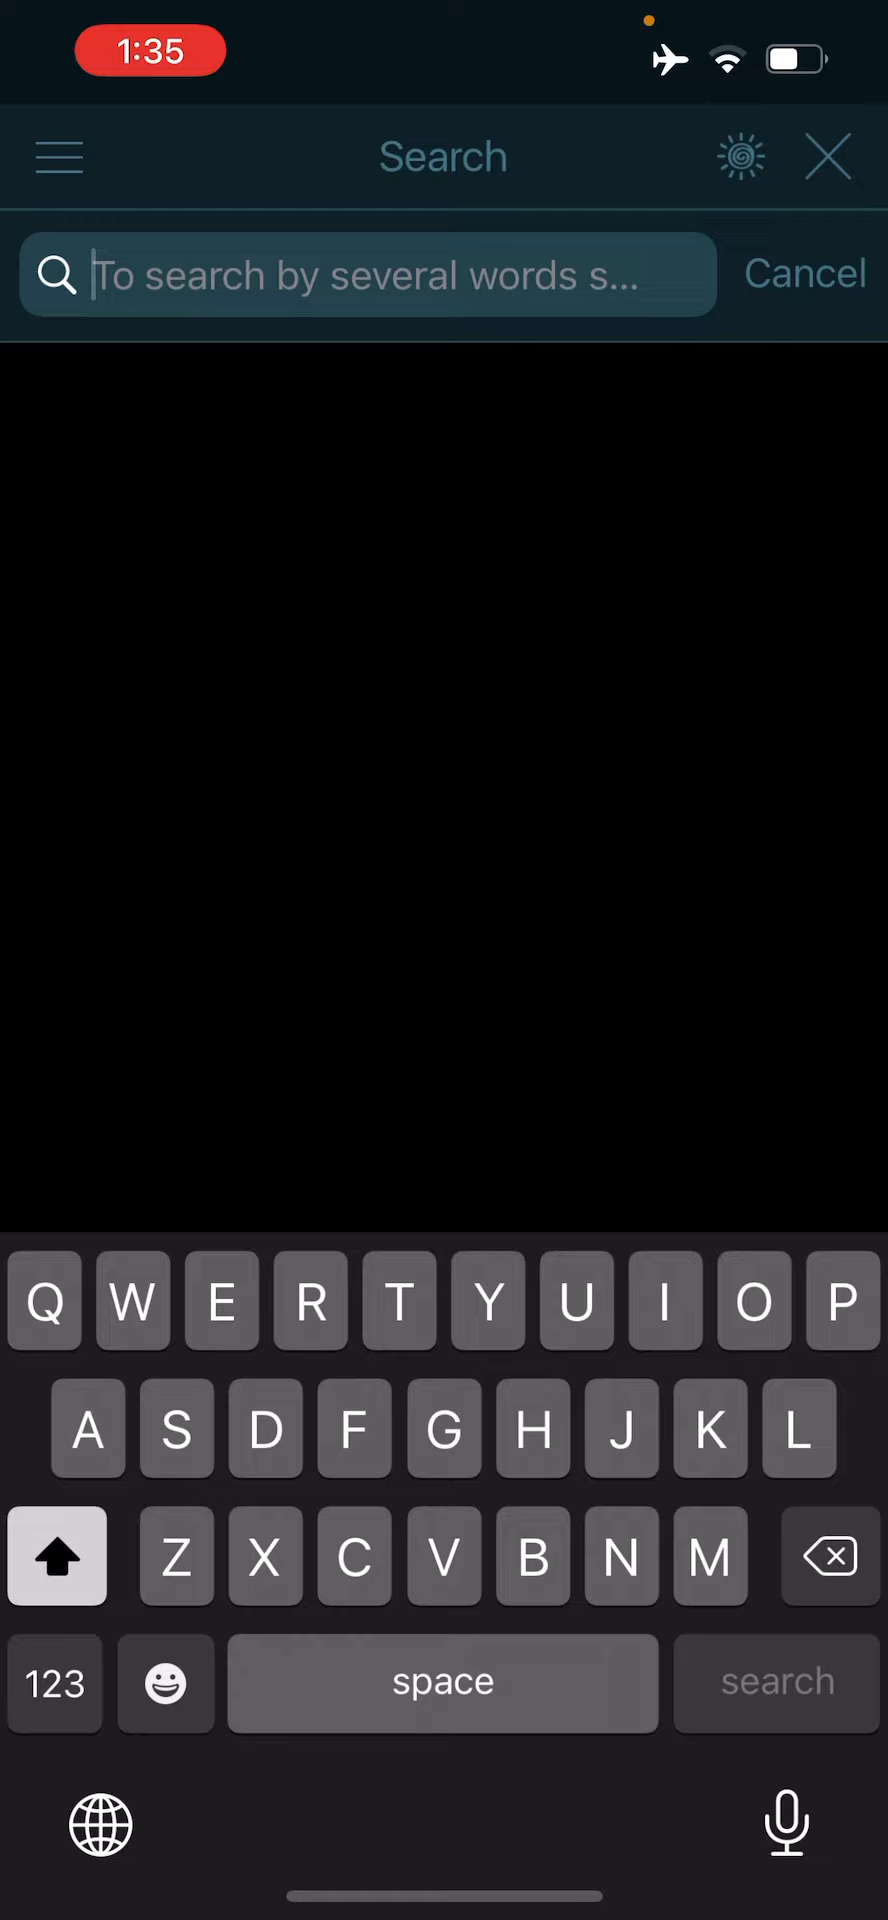 1:35
Search
To search by several words s...
Cancel
Q W E R T Y U I O P
A S D F G H J K L
Z X C V B N M
123 space search